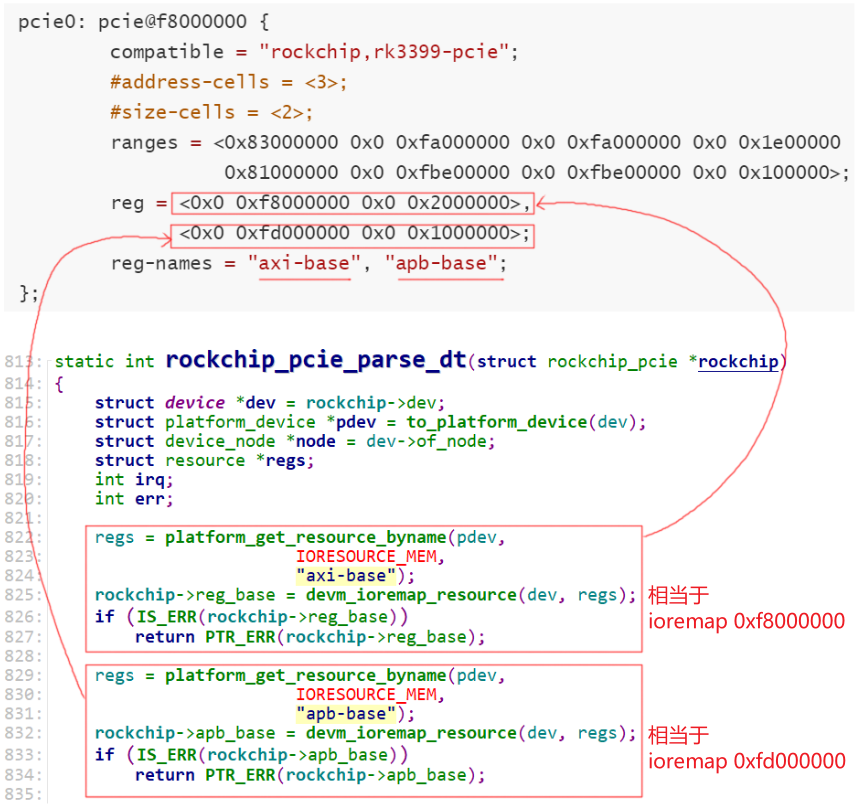 pcie0: pcie@f8000000 {
compatible = "rockchip,rk3399-pcie";
#address-cells = <3>;
#size-cells = <2>;
ranges = <0x83000000 0x0 0xfa000000 0x0 0xfa000000 0x0 0x1e00000
0x81000000 0x0 0xfbe00000 0x0 0xfbe00000 0x0 0x100000>;
reg = <0x0 0xf8000000 0x0 0x2000000>,
<0x0 0xfd000000 0x0 0x1000000>;
reg-names = "axi-base", "apb-base";
};
813: static int rockchip_pcie_parse_dt(struct rockchip_pcie *rockchip)
814: {
815: struct device *dev = rockchip->dev;
816: struct platform_device *pdev = to_platform_device(dev);
817: struct device_node *node = dev->of_node;
818: struct resource *regs;
819: int irq;
820: int err;
821:
822: regs = platform_get_resource_byname(pdev,
823: IORESOURCE_MEM,
824: "axi-base");
825: rockchip->reg_base = devm_ioremap_resource(dev, regs); 相当于
826: if (IS_ERR(rockchip->reg_base)) ioremap 0xf8000000
827: return PTR_ERR(rockchip->reg_base);
828:
829: regs = platform_get_resource_byname(pdev,
830: IORESOURCE_MEM,
831: "apb-base");
832: rockchip->apb_base = devm_ioremap_resource(dev, regs); 相当于
833: if (IS_ERR(rockchip->apb_base)) ioremap 0xfd000000
834: return PTR_ERR(rockchip->apb_base);
835: